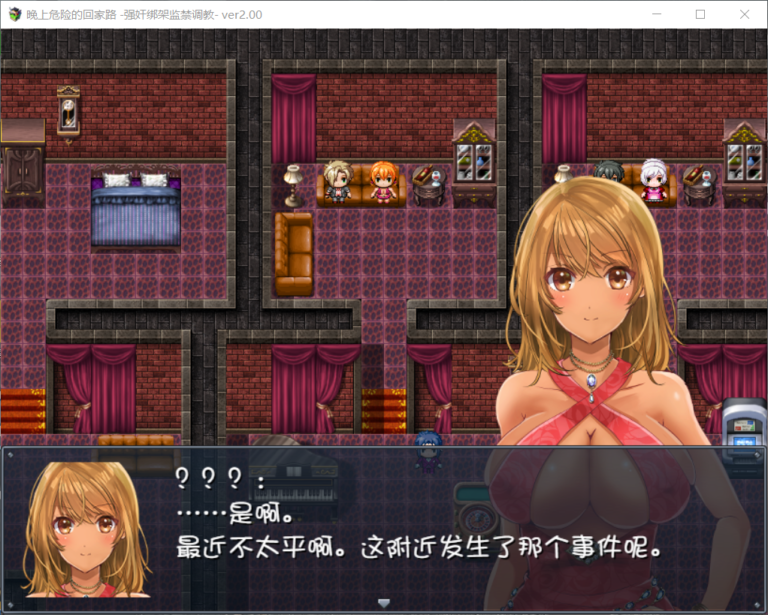 晚上危险的回家路 -强奸绑架监禁调教- ver2.00
？？？：
……是啊。
最近不太平啊。这附近发生了那个事件呢。